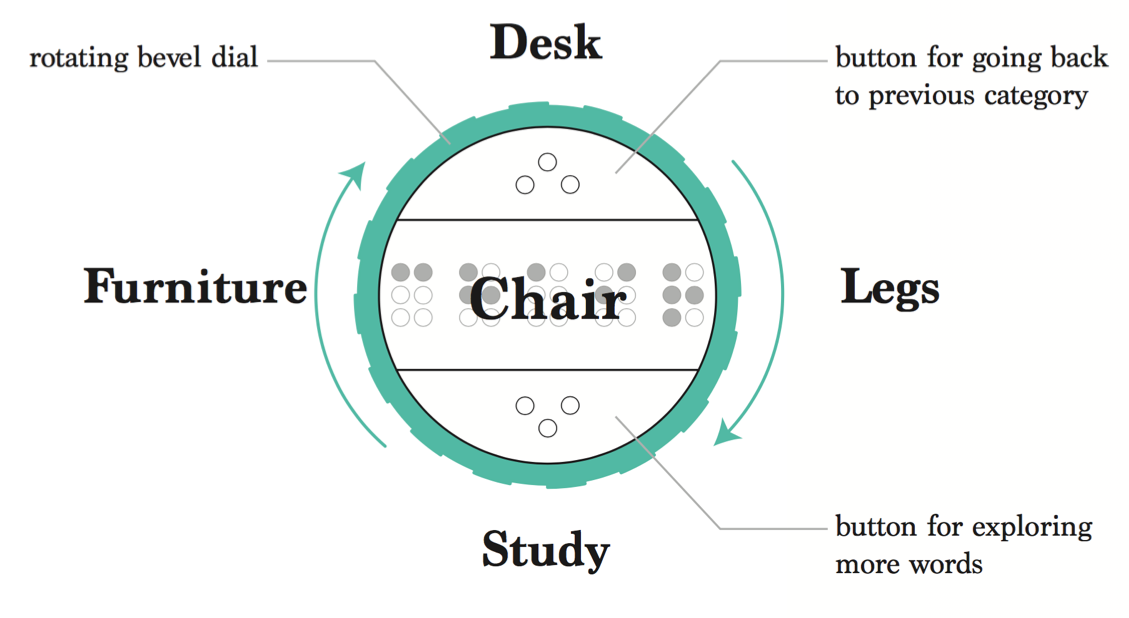 Desk
rotating bevel dial
button for going back
to previous category
Furniture
⠉⠓⠁⠊⠗
Chair
Legs
Study
button for exploring
more words